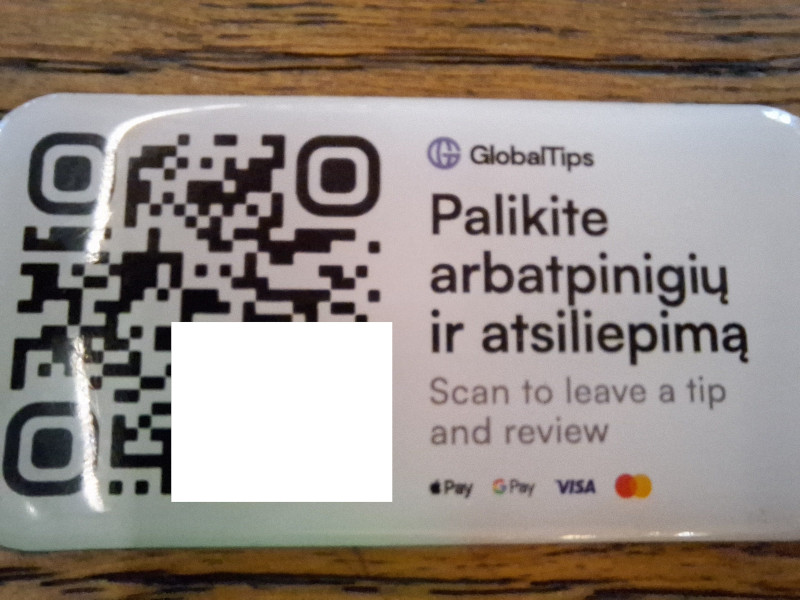 GlobalTips
Palikite
arbatpinigių
ir atsiliepimą
Scan to leave a tip
and review
Pay G Pay VISA